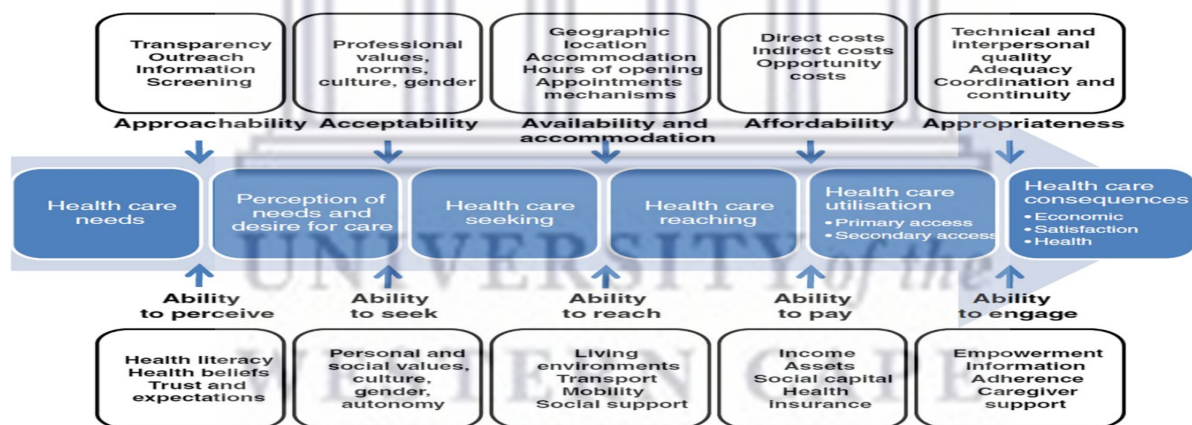 Transparency
Outreach
Information
Screening
Professional
values,
norms,
culture, gender
Geographic
location
Accommodation
Hours of opening
Appointments
mechanisms
Direct costs
Indirect costs
Opportunity
costs
Technical and
interpersonal
quality
Adequacy
Coordination and
continuity
Approachability
Acceptability
Availability and
accommodation
Affordability
Appropriateness
Health care
needs
Perception of
needs and
desire for care
Health care
seeking
Health care
reaching
Health care
utilisation
• Primary access
• Secondary access
Health care
consequences
• Economic
• Satisfaction
• Health
UNIVERSITY of the
Ability
to perceive
Ability
to seek
Ability
to reach
Ability
to pay
Ability
to engage
Health literacy
Health beliefs
Trust and
expectations
Personal and
social values,
culture,
gender,
autonomy
Living
environments
Transport
Mobility
Social support
Income
Assets
Social capital
Health
insurance
Empowerment
Information
Adherence
Caregiver
support
WESTERN CAPE